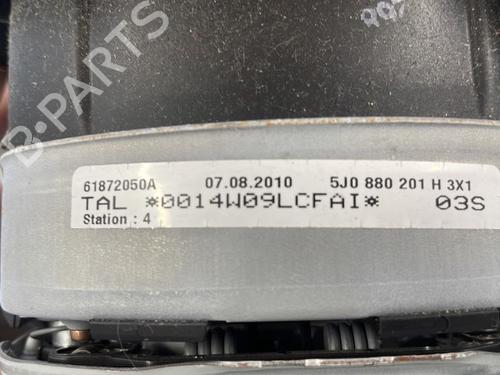 B-PARTS
61872050A 07.08.2010 5J0 880 201 H 3X1
TAL *0014W09LCFAI* 03S
Station : 4